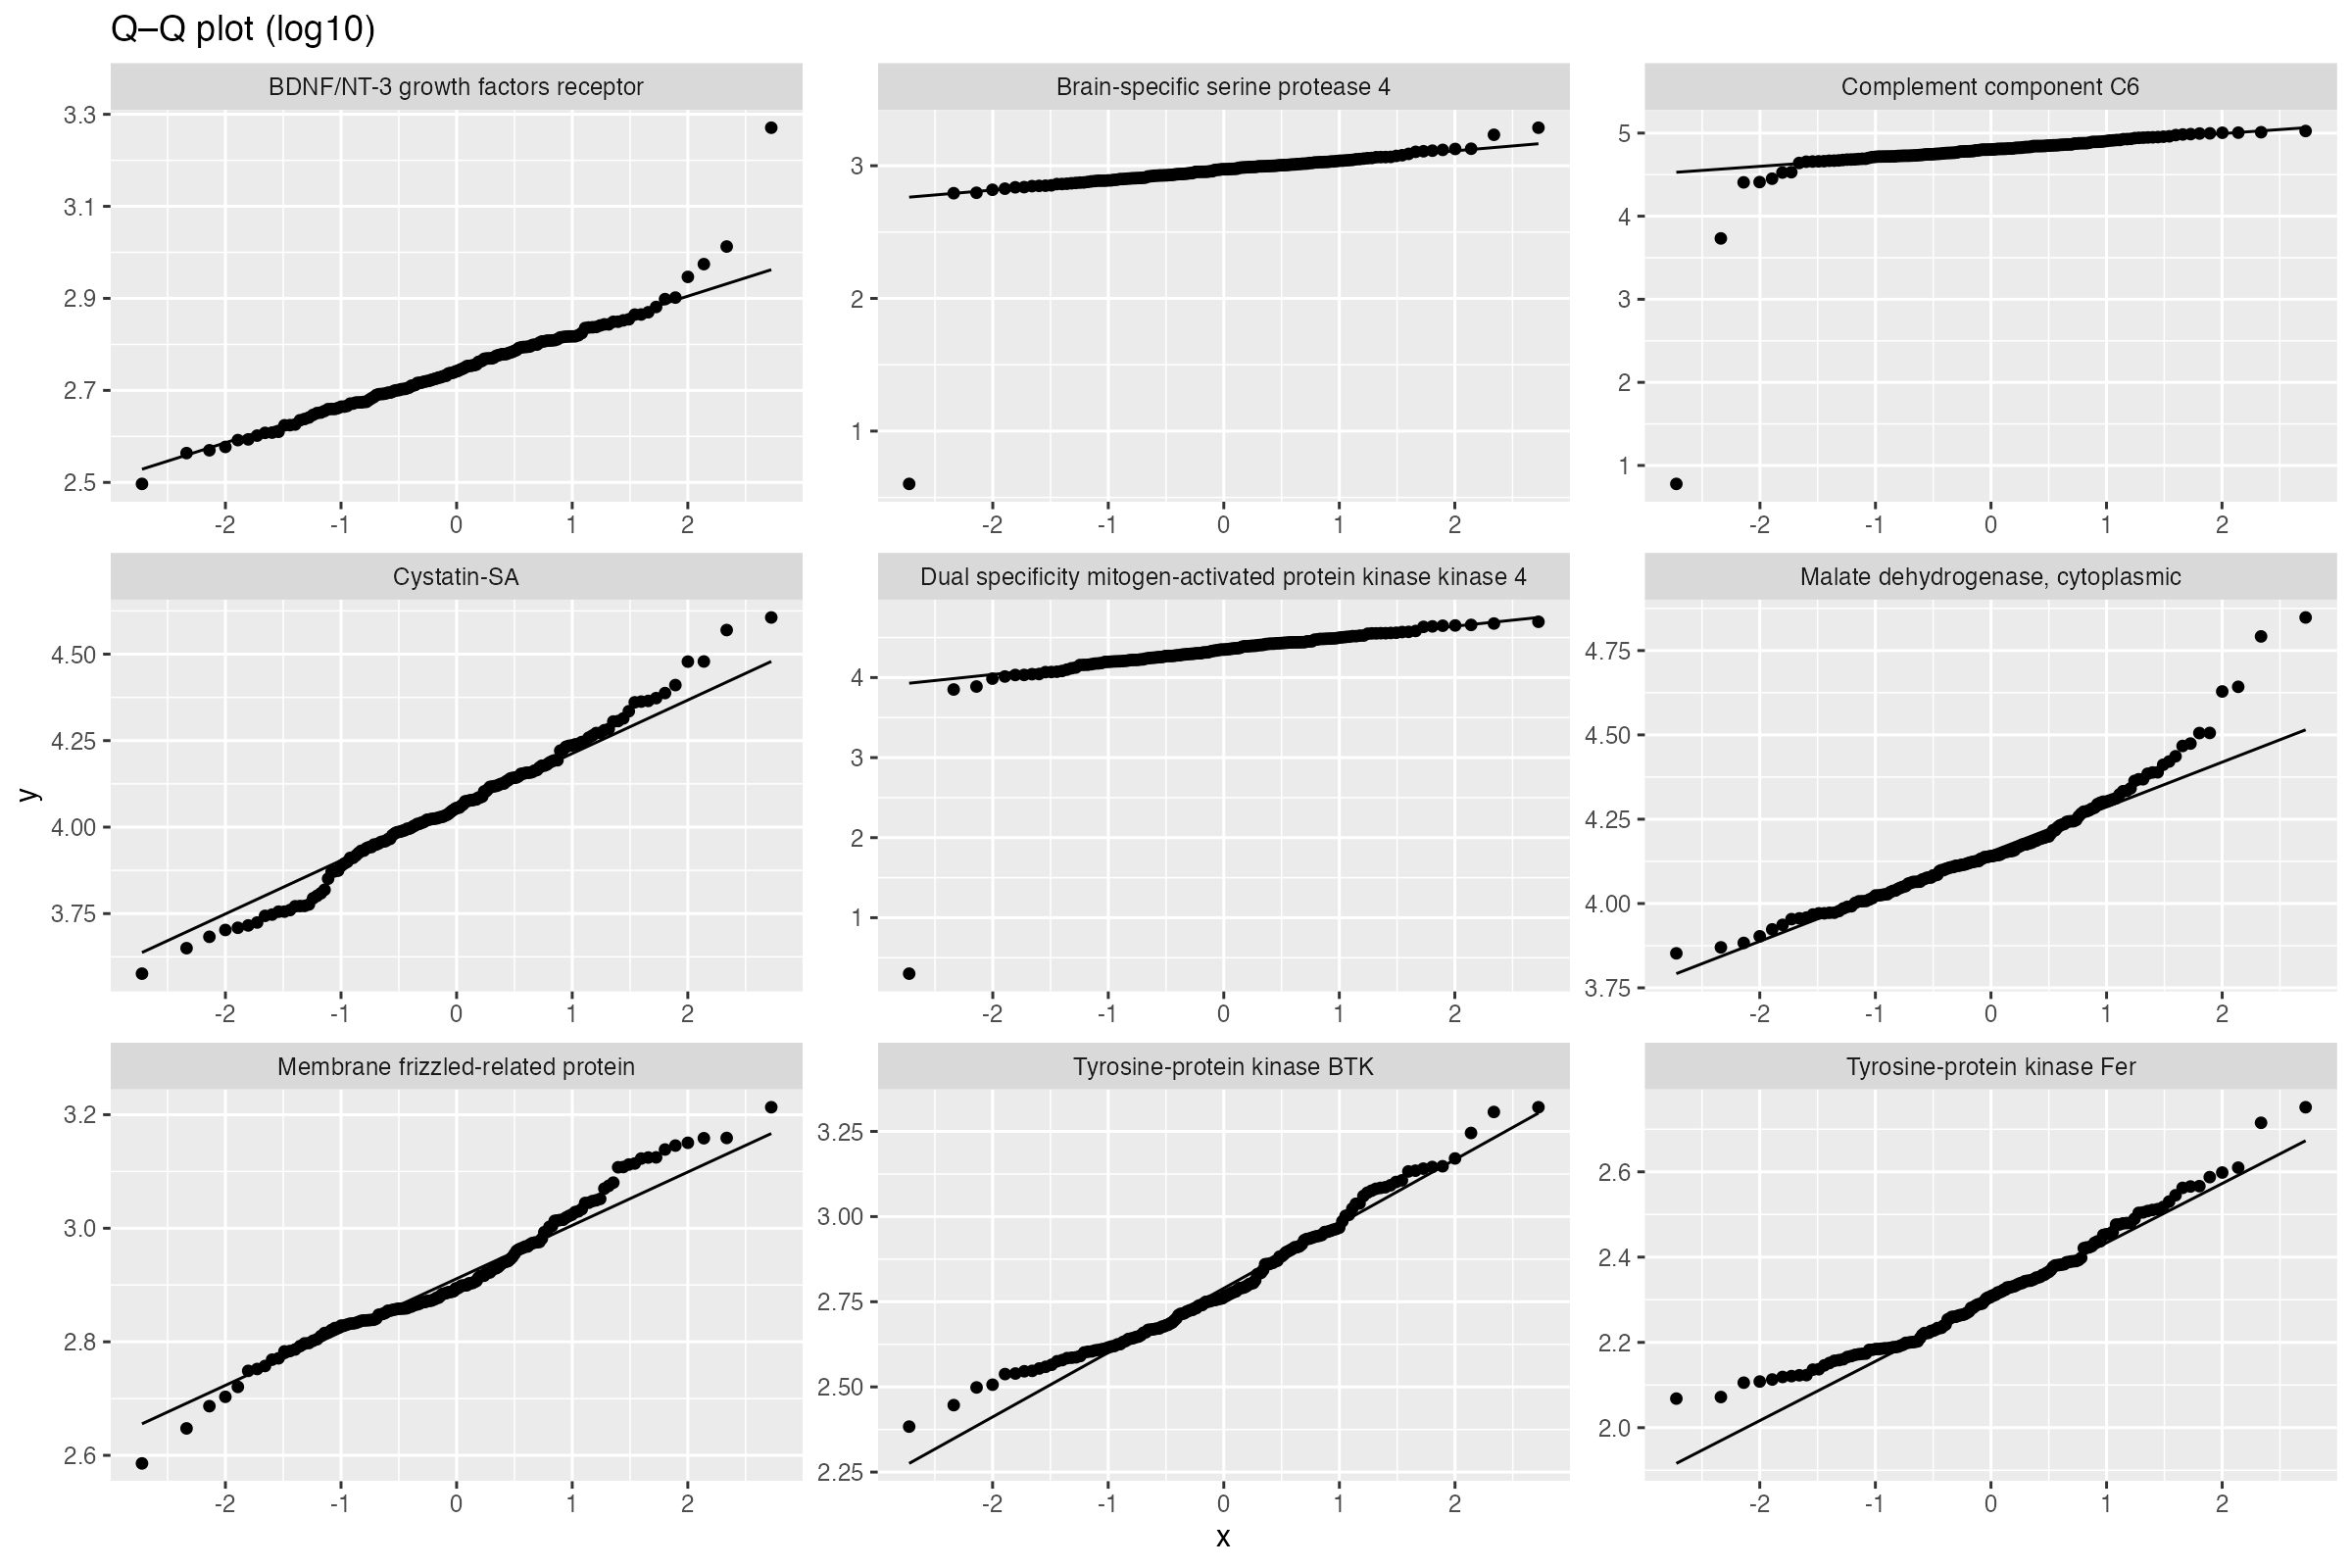 Q–Q plot (log10)
BDNF/NT-3 growth factors receptor
Brain-specific serine protease 4
Complement component C6
3.3
3.1
2.9
2.7
2.5
-2 -1 0 1 2
3
2
1
-2 -1 0 1 2
5
4
3
2
1
-2 -1 0 1 2
Cystatin-SA
Dual specificity mitogen-activated protein kinase kinase 4
Malate dehydrogenase, cytoplasmic
y
4.50
4.25
4.00
3.75
-2 -1 0 1 2
4
3
2
1
-2 -1 0 1 2
4.75
4.50
4.25
4.00
3.75
-2 -1 0 1 2
Membrane frizzled-related protein
Tyrosine-protein kinase BTK
Tyrosine-protein kinase Fer
3.2
3.0
2.8
2.6
-2 -1 0 1 2
3.25
3.00
2.75
2.50
2.25
-2 -1 0 1 2
2.6
2.4
2.2
2.0
-2 -1 0 1 2
x